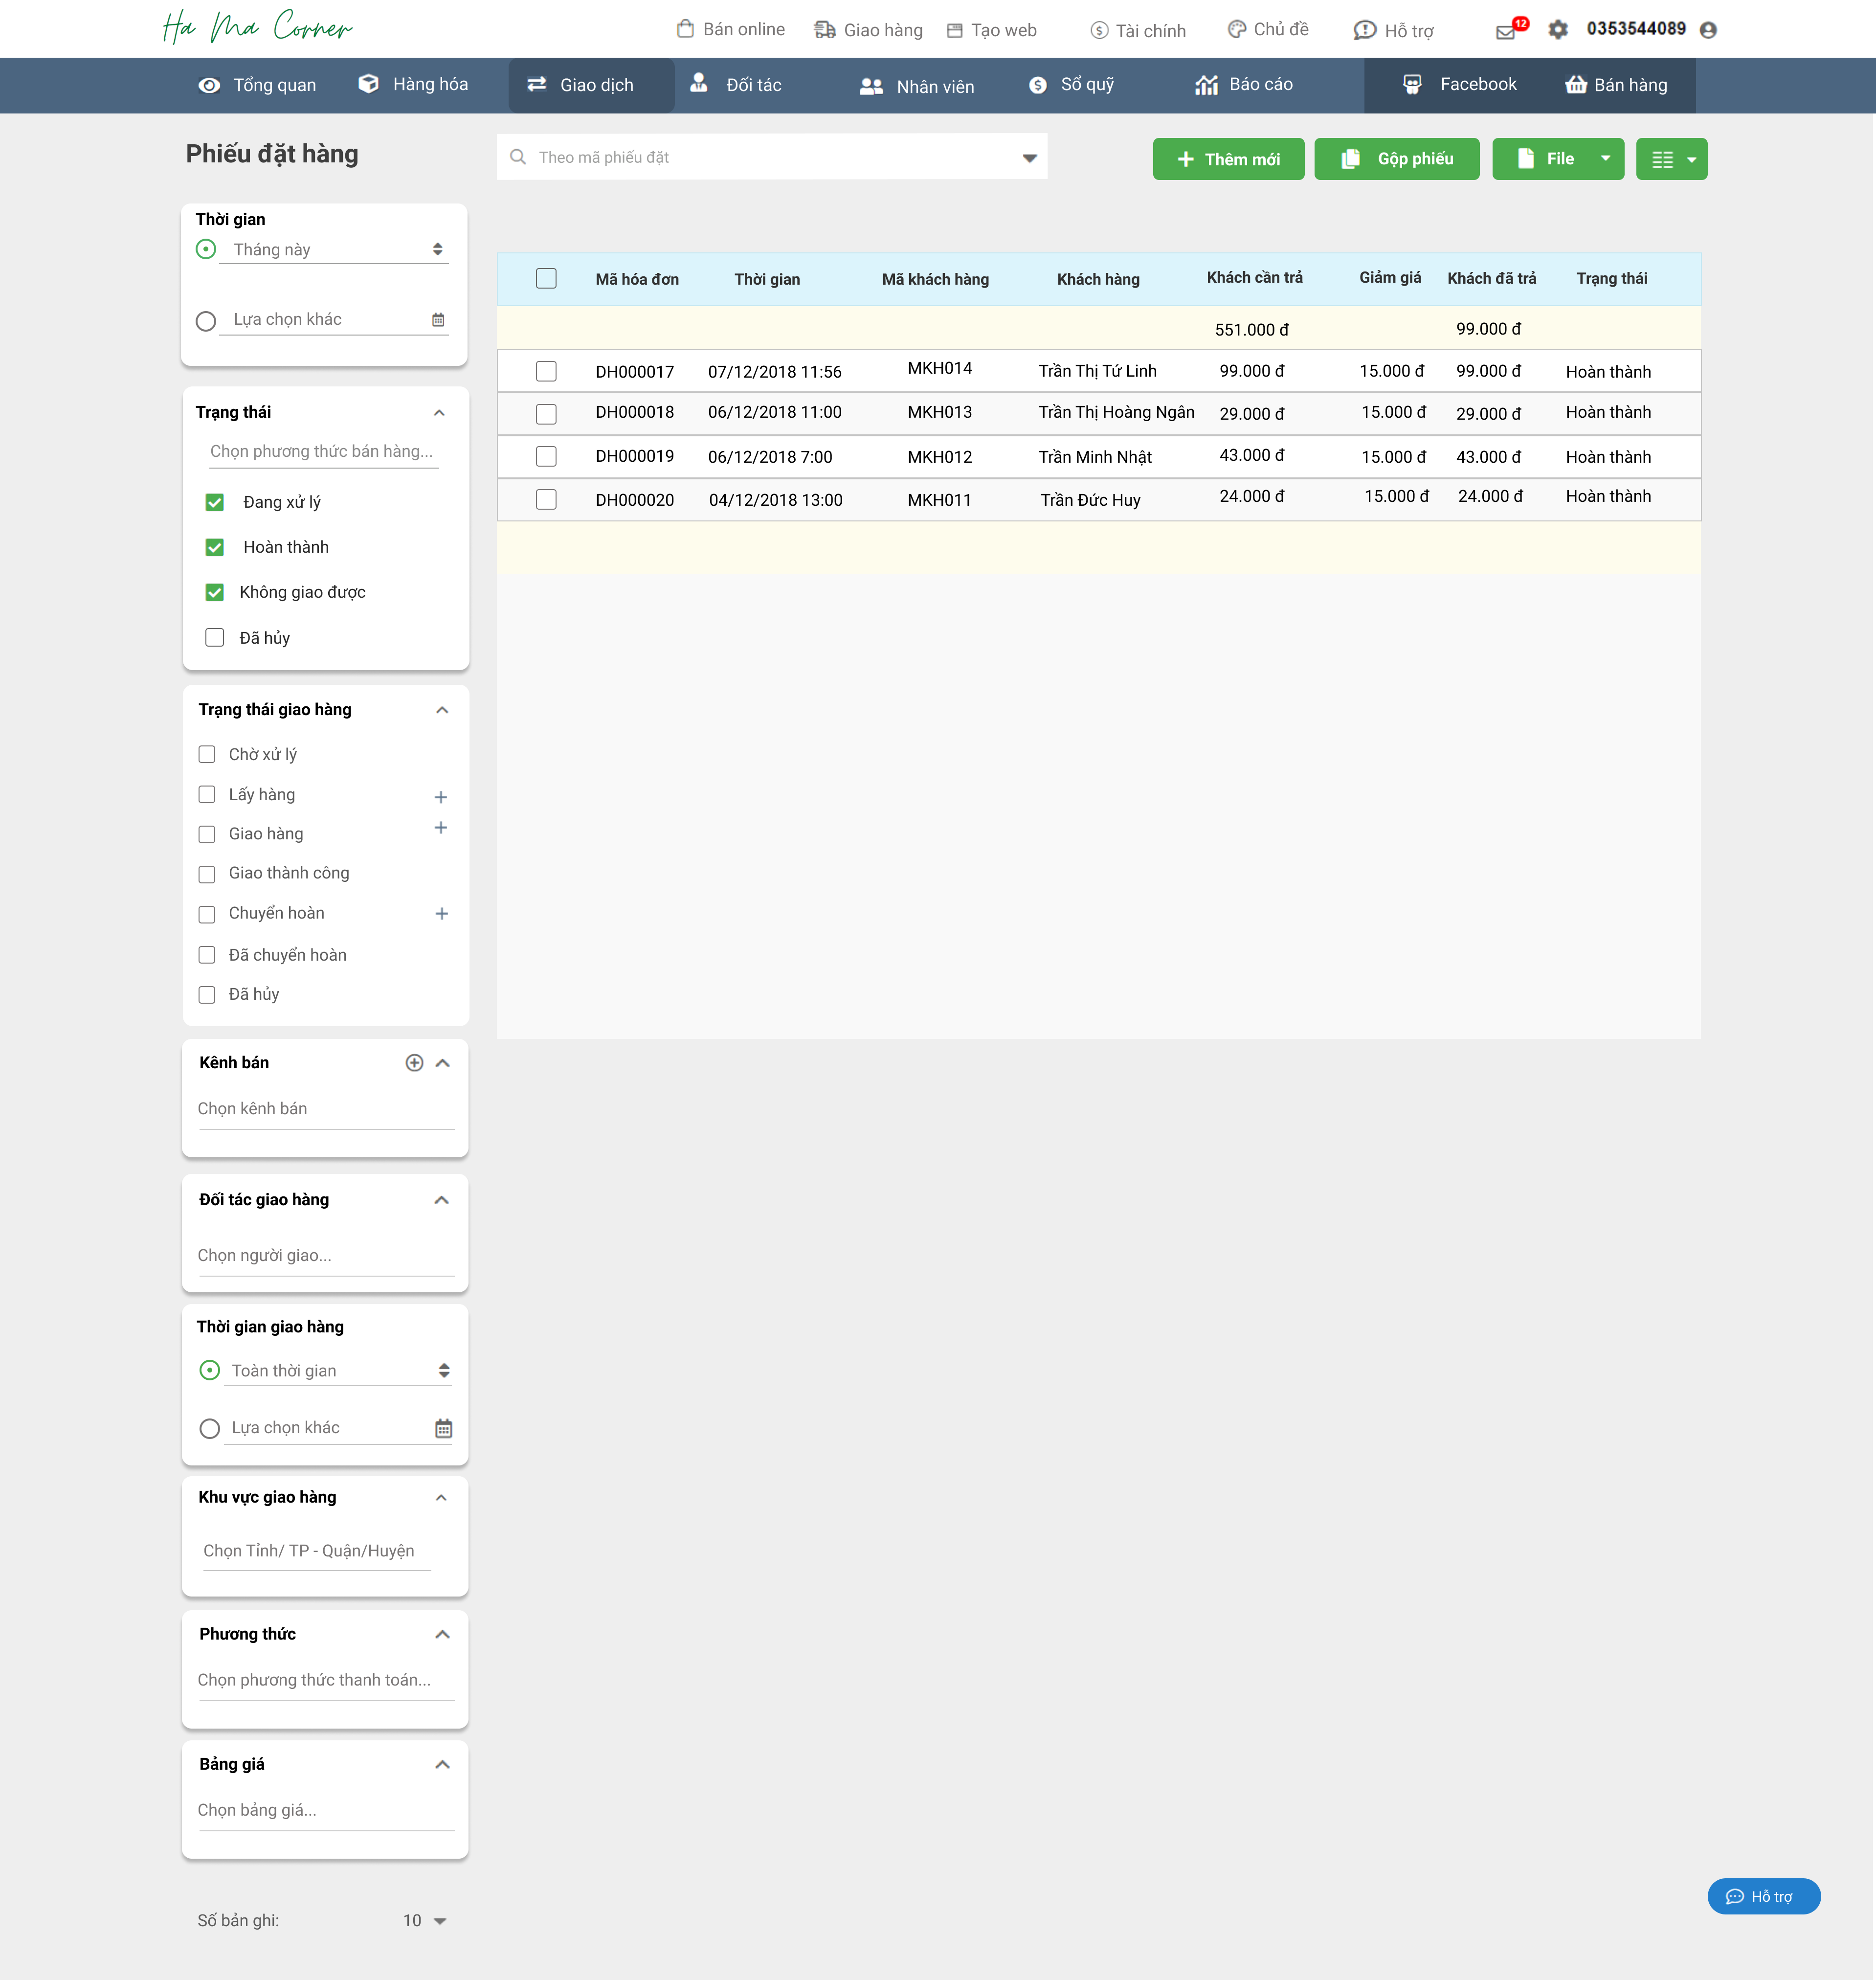 Ha Ma Corner
Bán online Giao hàng Tạo web Tài chính Chủ đề Hỗ trợ 12 0353544089
Tổng quan Hàng hóa Giao dịch Đối tác Nhân viên Sổ quỹ Báo cáo Facebook Bán hàng
Phiếu đặt hàng
Theo mã phiếu đặt
Thêm mới Gộp phiếu File
Thời gian
Tháng này
Lựa chọn khác
Trạng thái
Chọn phương thức bán hàng...
Đang xử lý
Hoàn thành
Không giao được
Đã hủy
Trạng thái giao hàng
Chờ xử lý
Lấy hàng
Giao hàng
Giao thành công
Chuyển hoàn
Đã chuyển hoàn
Đã hủy
Kênh bán
Chọn kênh bán
Đối tác giao hàng
Chọn người giao...
Thời gian giao hàng
Toàn thời gian
Lựa chọn khác
Khu vực giao hàng
Chọn Tỉnh/ TP - Quận/Huyện
Phương thức
Chọn phương thức thanh toán...
Bảng giá
Chọn bảng giá...
Số bản ghi: 10
Mã hóa đơn Thời gian Mã khách hàng Khách hàng Khách cần trả Giảm giá Khách đã trả Trạng thái
551.000 đ 99.000 đ
DH000017 07/12/2018 11:56 MKH014 Trần Thị Tứ Linh 99.000 đ 15.000 đ 99.000 đ Hoàn thành
DH000018 06/12/2018 11:00 MKH013 Trần Thị Hoàng Ngân 29.000 đ 15.000 đ 29.000 đ Hoàn thành
DH000019 06/12/2018 7:00 MKH012 Trần Minh Nhật 43.000 đ 15.000 đ 43.000 đ Hoàn thành
DH000020 04/12/2018 13:00 MKH011 Trần Đức Huy 24.000 đ 15.000 đ 24.000 đ Hoàn thành
Hỗ trợ